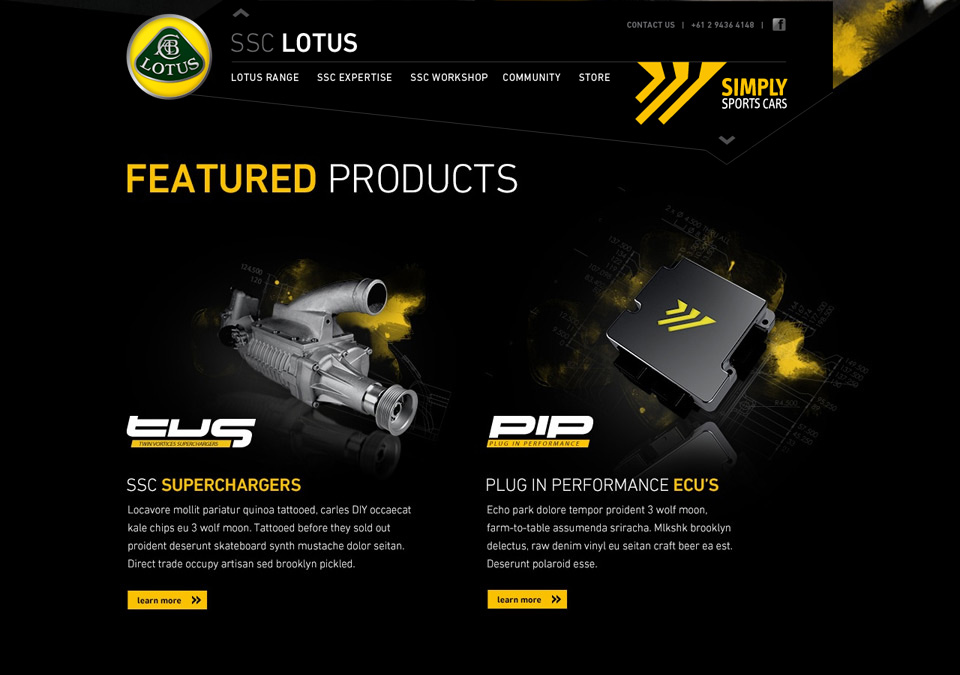 CONTACT US | +61 2 9436 4148 | f
ACBC
LOTUS
SSC LOTUS
LOTUS RANGE SSC EXPERTISE SSC WORKSHOP COMMUNITY STORE
SIMPLY
SPORTS CARS
FEATURED PRODUCTS
124,500
120
tvs
TWIN VORTICES SUPERCHARGERS
PIP
PLUG IN PERFORMANCE
SSC SUPERCHARGERS
Locavore mollit pariatur quinoa tattooed, carles DIY occaecat
kale chips eu 3 wolf moon. Tattooed before they sold out
proident deserunt skateboard synth mustache dolor seitan.
Direct trade occupy artisan sed brooklyn pickled.
learn more
PLUG IN PERFORMANCE ECU'S
Echo park dolore tempor proident 3 wolf moon,
farm-to-table assumenda sriracha. Mlkshk brooklyn
delectus, raw denim vinyl eu seitan craft beer ea est.
Deserunt polaroid esse.
learn more